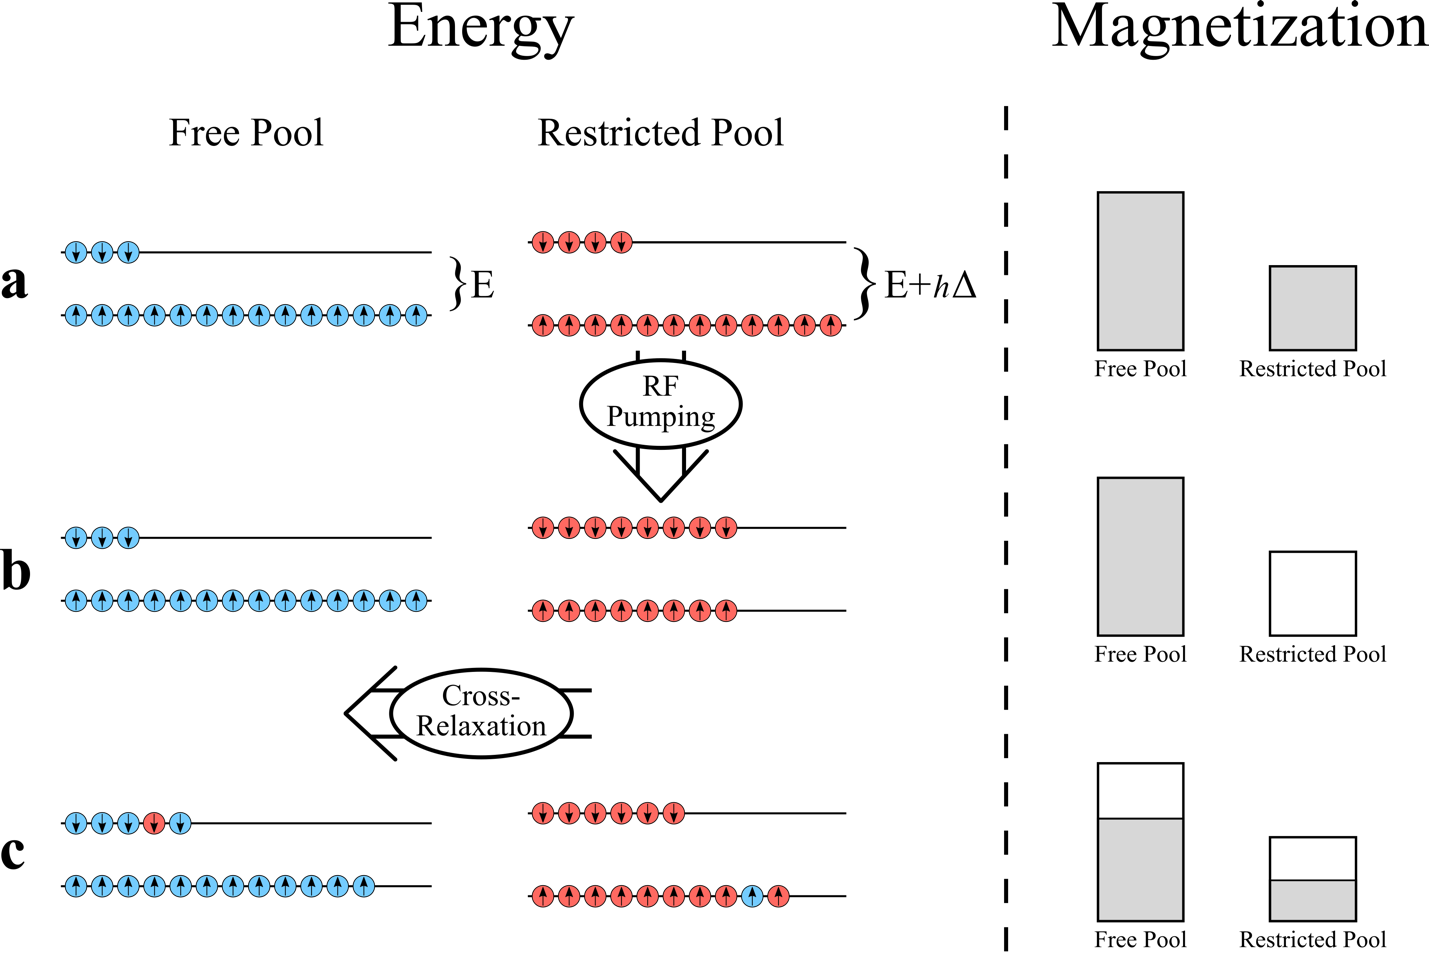 Energy
Magnetization
Free Pool
Restricted Pool
a
E
E+hΔ
Free Pool
Restricted Pool
RF
Pumping
b
Free Pool
Restricted Pool
Cross-
Relaxation
c
Free Pool
Restricted Pool